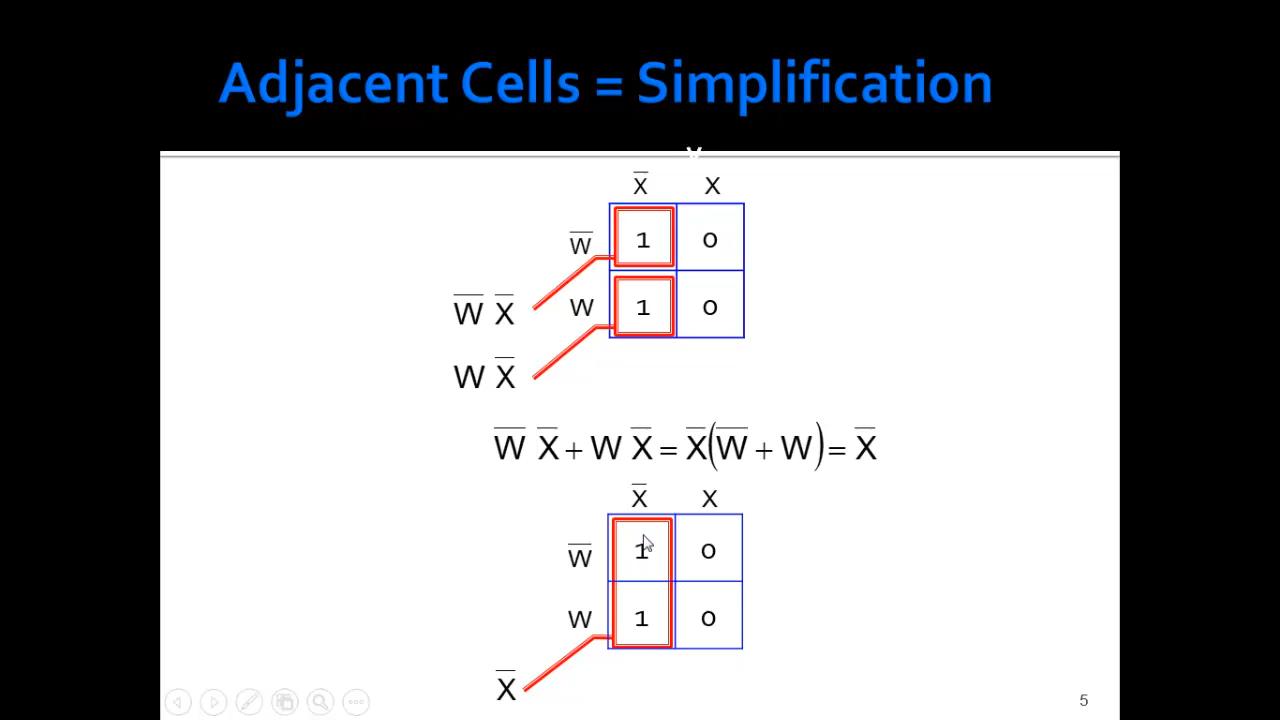 Adjacent Cells = Simplification
X̅ X
W̅ 1 0
W 1 0
W̅ X̅
W X̅
W̅ X̅ + W X̅ = X̅(W̅ + W) = X̅
X̅ X
W̅ 1 0
W 1 0
X̅
5